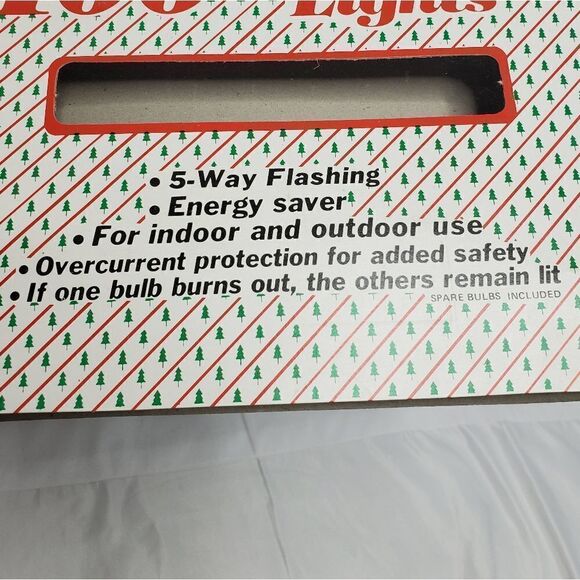 Lights
• 5-Way Flashing
• Energy saver
• For indoor and outdoor use
• Overcurrent protection for added safety
• If one bulb burns out, the others remain lit
SPARE BULBS INCLUDED